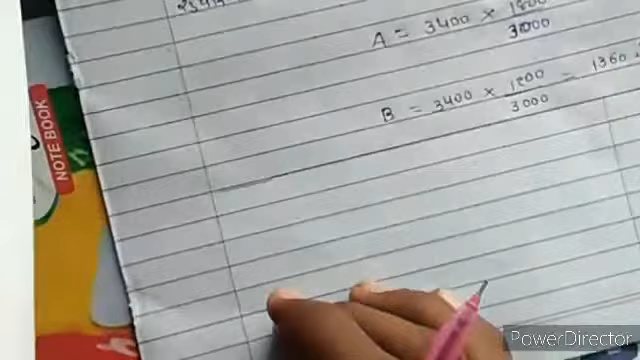 A = 3400 × 1800 / 3000
B = 3400 × 1200 / 3000 = 1360
NOTE BOOK
PowerDirector